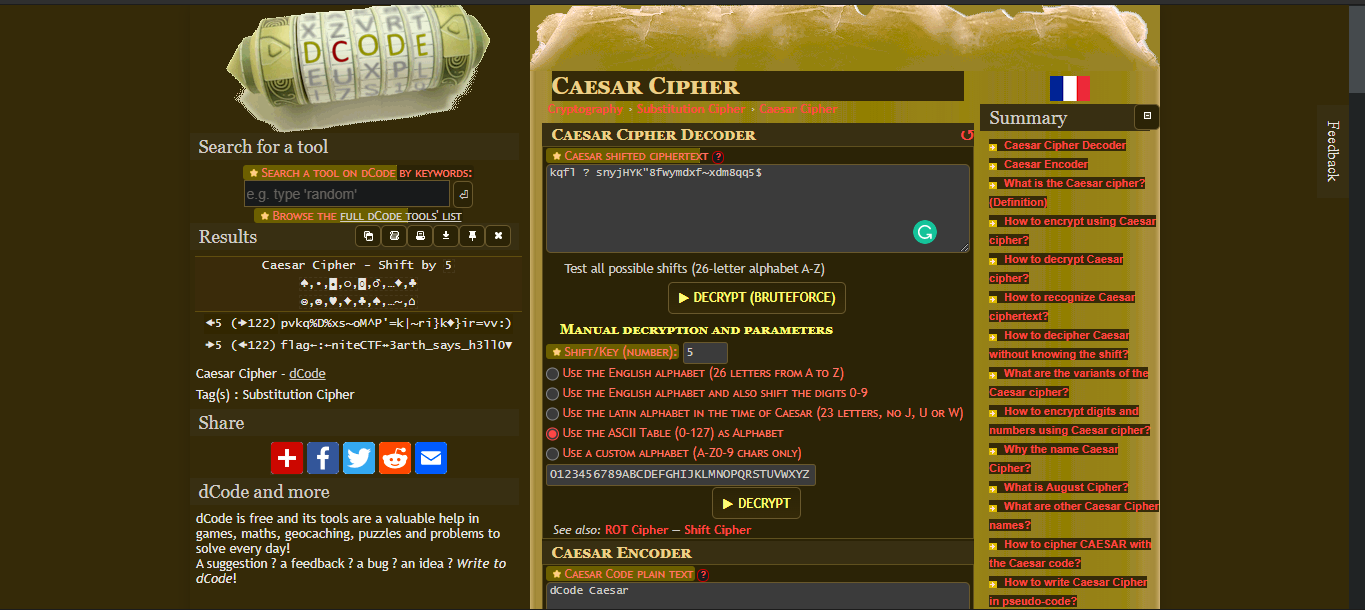 DCODE
Search for a tool
★ Search a tool on dCode by keywords:
e.g. type 'random'
★ Browse the full dCode tools' list
Results
Caesar Cipher - Shift by 5
🠜5 (🠞122) pvkq%D%xs~oM^P'=k|~ri}k♦}ir=vv:)
🠞5 (🠜122) flag←:←niteCTF↔3arth_says_h3ll0▼
Caesar Cipher - dCode
Tag(s) : Substitution Cipher
Share
dCode and more
dCode is free and its tools are a valuable help in
games, maths, geocaching, puzzles and problems to
solve every day!
A suggestion ? a feedback ? a bug ? an idea ? Write to
dCode!
Caesar Cipher
Cryptography › Substitution Cipher › Caesar Cipher
Caesar Cipher Decoder
★ Caesar shifted ciphertext ?
kqfl ? snyjHYK"8fwymdxf~xdm8qq5$
Test all possible shifts (26-letter alphabet A-Z)
▶ DECRYPT (BRUTEFORCE)
Manual decryption and parameters
★ Shift/Key (number): 5
Use the English alphabet (26 letters from A to Z)
Use the English alphabet and also shift the digits 0-9
Use the latin alphabet in the time of Caesar (23 letters, no J, U or W)
Use the ASCII Table (0-127) as Alphabet
Use a custom alphabet (A-Z0-9 chars only)
0123456789ABCDEFGHIJKLMNOPQRSTUVWXYZ
▶ DECRYPT
See also: ROT Cipher — Shift Cipher
Caesar Encoder
★ Caesar Code plain text ?
dCode Caesar
Summary
Caesar Cipher Decoder
Caesar Encoder
What is the Caesar cipher?
(Definition)
How to encrypt using Caesar
cipher?
How to decrypt Caesar
cipher?
How to recognize Caesar
ciphertext?
How to decipher Caesar
without knowing the shift?
What are the variants of the
Caesar cipher?
How to encrypt digits and
numbers using Caesar cipher?
Why the name Caesar
Cipher?
What is August Cipher?
What are other Caesar Cipher
names?
How to cipher CAESAR with
the Caesar code?
How to write Caesar Cipher
in pseudo-code?
Feedback